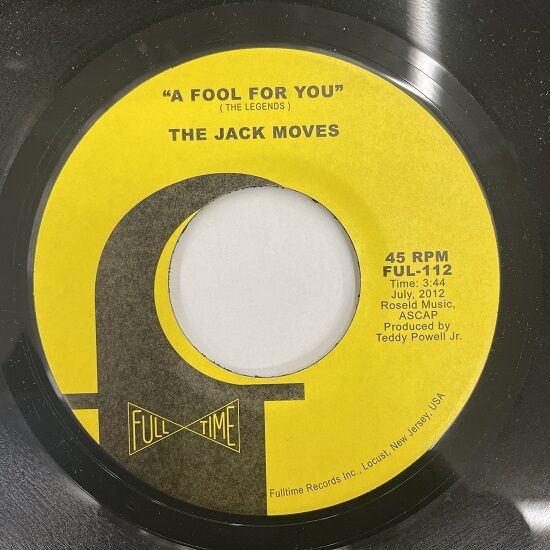 "A FOOL FOR YOU"
( THE LEGENDS )
THE JACK MOVES
45 RPM
FUL-112
Time: 3:44
July, 2012
Roseld Music,
ASCAP
Produced by
Teddy Powell Jr.
FULL TIME
Fulltime Records Inc., Locust, New Jersey, USA